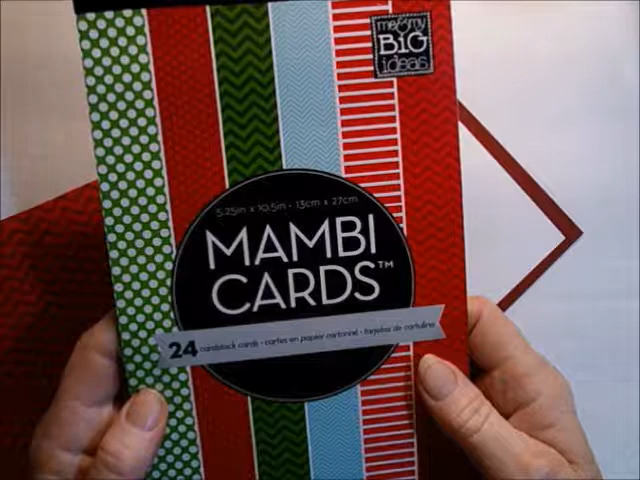 me & my
BiG
ideas
5.25in x 10.5in • 13cm x 27cm
MAMBI
CARDS™
24 cardstock cards • cartes en papier cartonné • tarjetas de cartulina